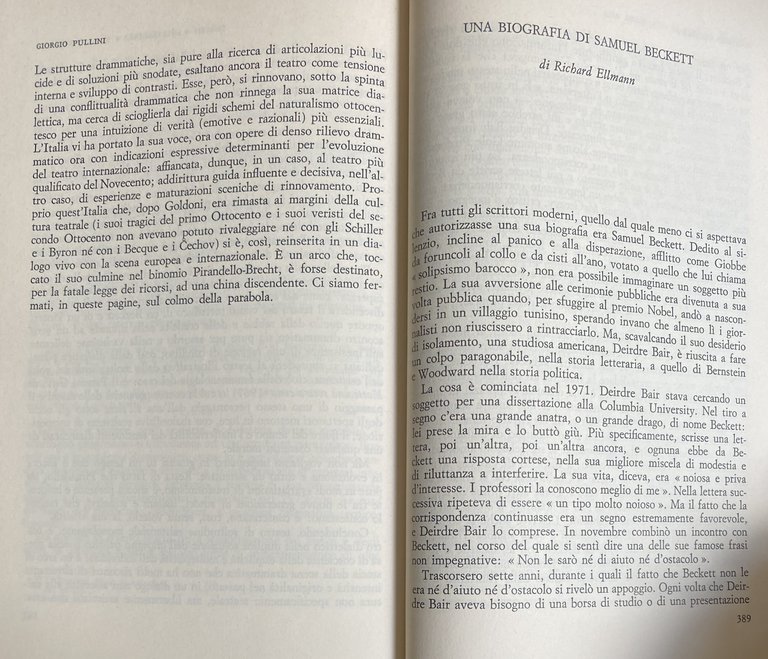 GIORGIO PULLINI
Le strutture drammatiche, sia pure alla ricerca di articolazioni più lu-
cide e di soluzioni più snodate, esaltano ancora il teatro come tensione
interna e sviluppo di contrasti. Esse, però, si rinnovano, sotto la spinta
di una conflittualità drammatica che non rinnega la sua matrice dia-
lettica, ma cerca di scioglierla dai rigidi schemi del naturalismo ottocen-
tesco per una intuizione di verità (emotive e razionali) più essenziali.
L'Italia vi ha portato la sua voce, ora con opere di denso rilievo dram-
matico ora con indicazioni espressive determinanti per l'evoluzione
del teatro internazionale: affiancata, dunque, in un caso, al teatro più
qualificato del Novecento; addirittura guida influente e decisiva, nell'al-
tro caso, di esperienze e maturazioni sceniche di rinnovamento. Pro-
prio quest'Italia che, dopo Goldoni, era rimasta ai margini della cul-
tura teatrale (i suoi tragici del primo Ottocento e i suoi veristi del se-
condo Ottocento non avevano potuto rivaleggiare né con gli Schiller
e i Byron né con i Becque e i Čechov) si è, così, reinserita in un dia-
logo vivo con la scena europea e internazionale. È un arco che, toc-
cato il suo culmine nel binomio Pirandello-Brecht, è forse destinato,
per la fatale legge dei ricorsi, ad una china discendente. Ci siamo fer-
mati, in queste pagine, sul colmo della parabola.
UNA BIOGRAFIA DI SAMUEL BECKETT
di Richard Ellmann
Fra tutti gli scrittori moderni, quello dal quale meno ci si aspettava
che autorizzasse una sua biografia era Samuel Beckett. Dedito al si-
lenzio, incline al panico e alla disperazione, afflitto come Giobbe
da foruncoli al collo e da cisti all'ano, votato a quello che lui chiama
« solipsismo barocco », non era possibile immaginare un soggetto più
restio. La sua avversione alle cerimonie pubbliche era divenuta a sua
volta pubblica quando, per sfuggire al premio Nobel, andò a nascon-
dersi in un villaggio tunisino, sperando invano che almeno lì i gior-
nalisti non riuscissero a rintracciarlo. Ma, scavalcando il suo desiderio
di isolamento, una studiosa americana, Deirdre Bair, è riuscita a fare
un colpo paragonabile, nella storia letteraria, a quello di Bernstein
e Woodward nella storia politica.
La cosa è cominciata nel 1971. Deirdre Bair stava cercando un
soggetto per una dissertazione alla Columbia University. Nel tiro a
segno c'era una grande anatra, o un grande drago, di nome Beckett:
lei prese la mira e lo buttò giù. Più specificamente, scrisse una let-
tera, poi un'altra, poi un'altra ancora, e ognuna ebbe da Be-
ckett una risposta cortese, nella sua migliore miscela di modestia e
di riluttanza a interferire. La sua vita, diceva, era « noiosa e priva
d'interesse. I professori la conoscono meglio di me ». Nella lettera suc-
cessiva ripeteva di essere « un tipo molto noioso ». Ma il fatto che la
corrispondenza continuasse era un segno estremamente favorevole,
e Deirdre Bair lo comprese. In novembre combinò un incontro con
Beckett, nel corso del quale si sentì dire una delle sue famose frasi
non impegnative: « Non le sarò né di aiuto né d'ostacolo ».
Trascorsero sette anni, durante i quali il fatto che Beckett non le
era né d'aiuto né d'ostacolo si rivelò un appoggio. Ogni volta che Deir-
dre Bair aveva bisogno di una borsa di studio o di una presentazione
389